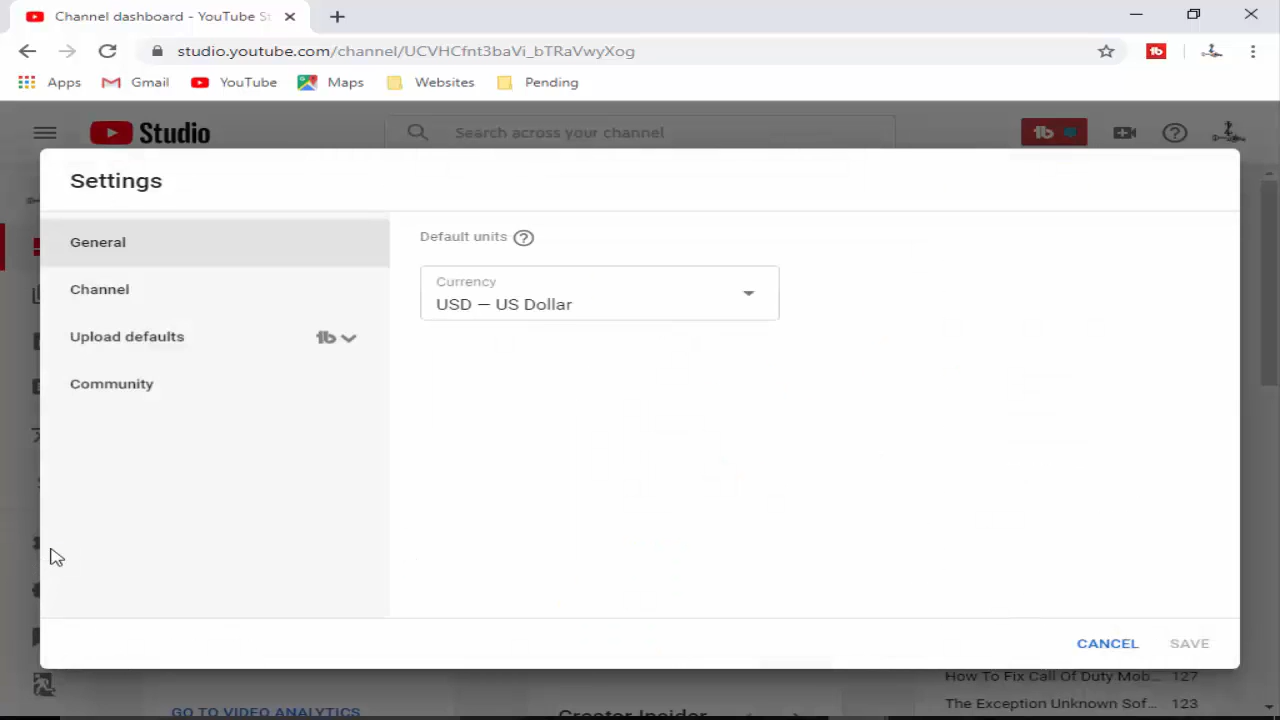 Channel dashboard - YouTube St
studio.youtube.com/channel/UCVHCfnt3baVi_bTRaVwyXog
Apps
Gmail
YouTube
Maps
Websites
Pending
Studio
Search across your channel
Settings
General
Default units
Currency
USD – US Dollar
Channel
Upload defaults
Community
CANCEL
SAVE
How To Fix Call Of Duty Mob... 127
The Exception Unknown Sof... 123
GO TO VIDEO ANALYTICS
Creator Insider